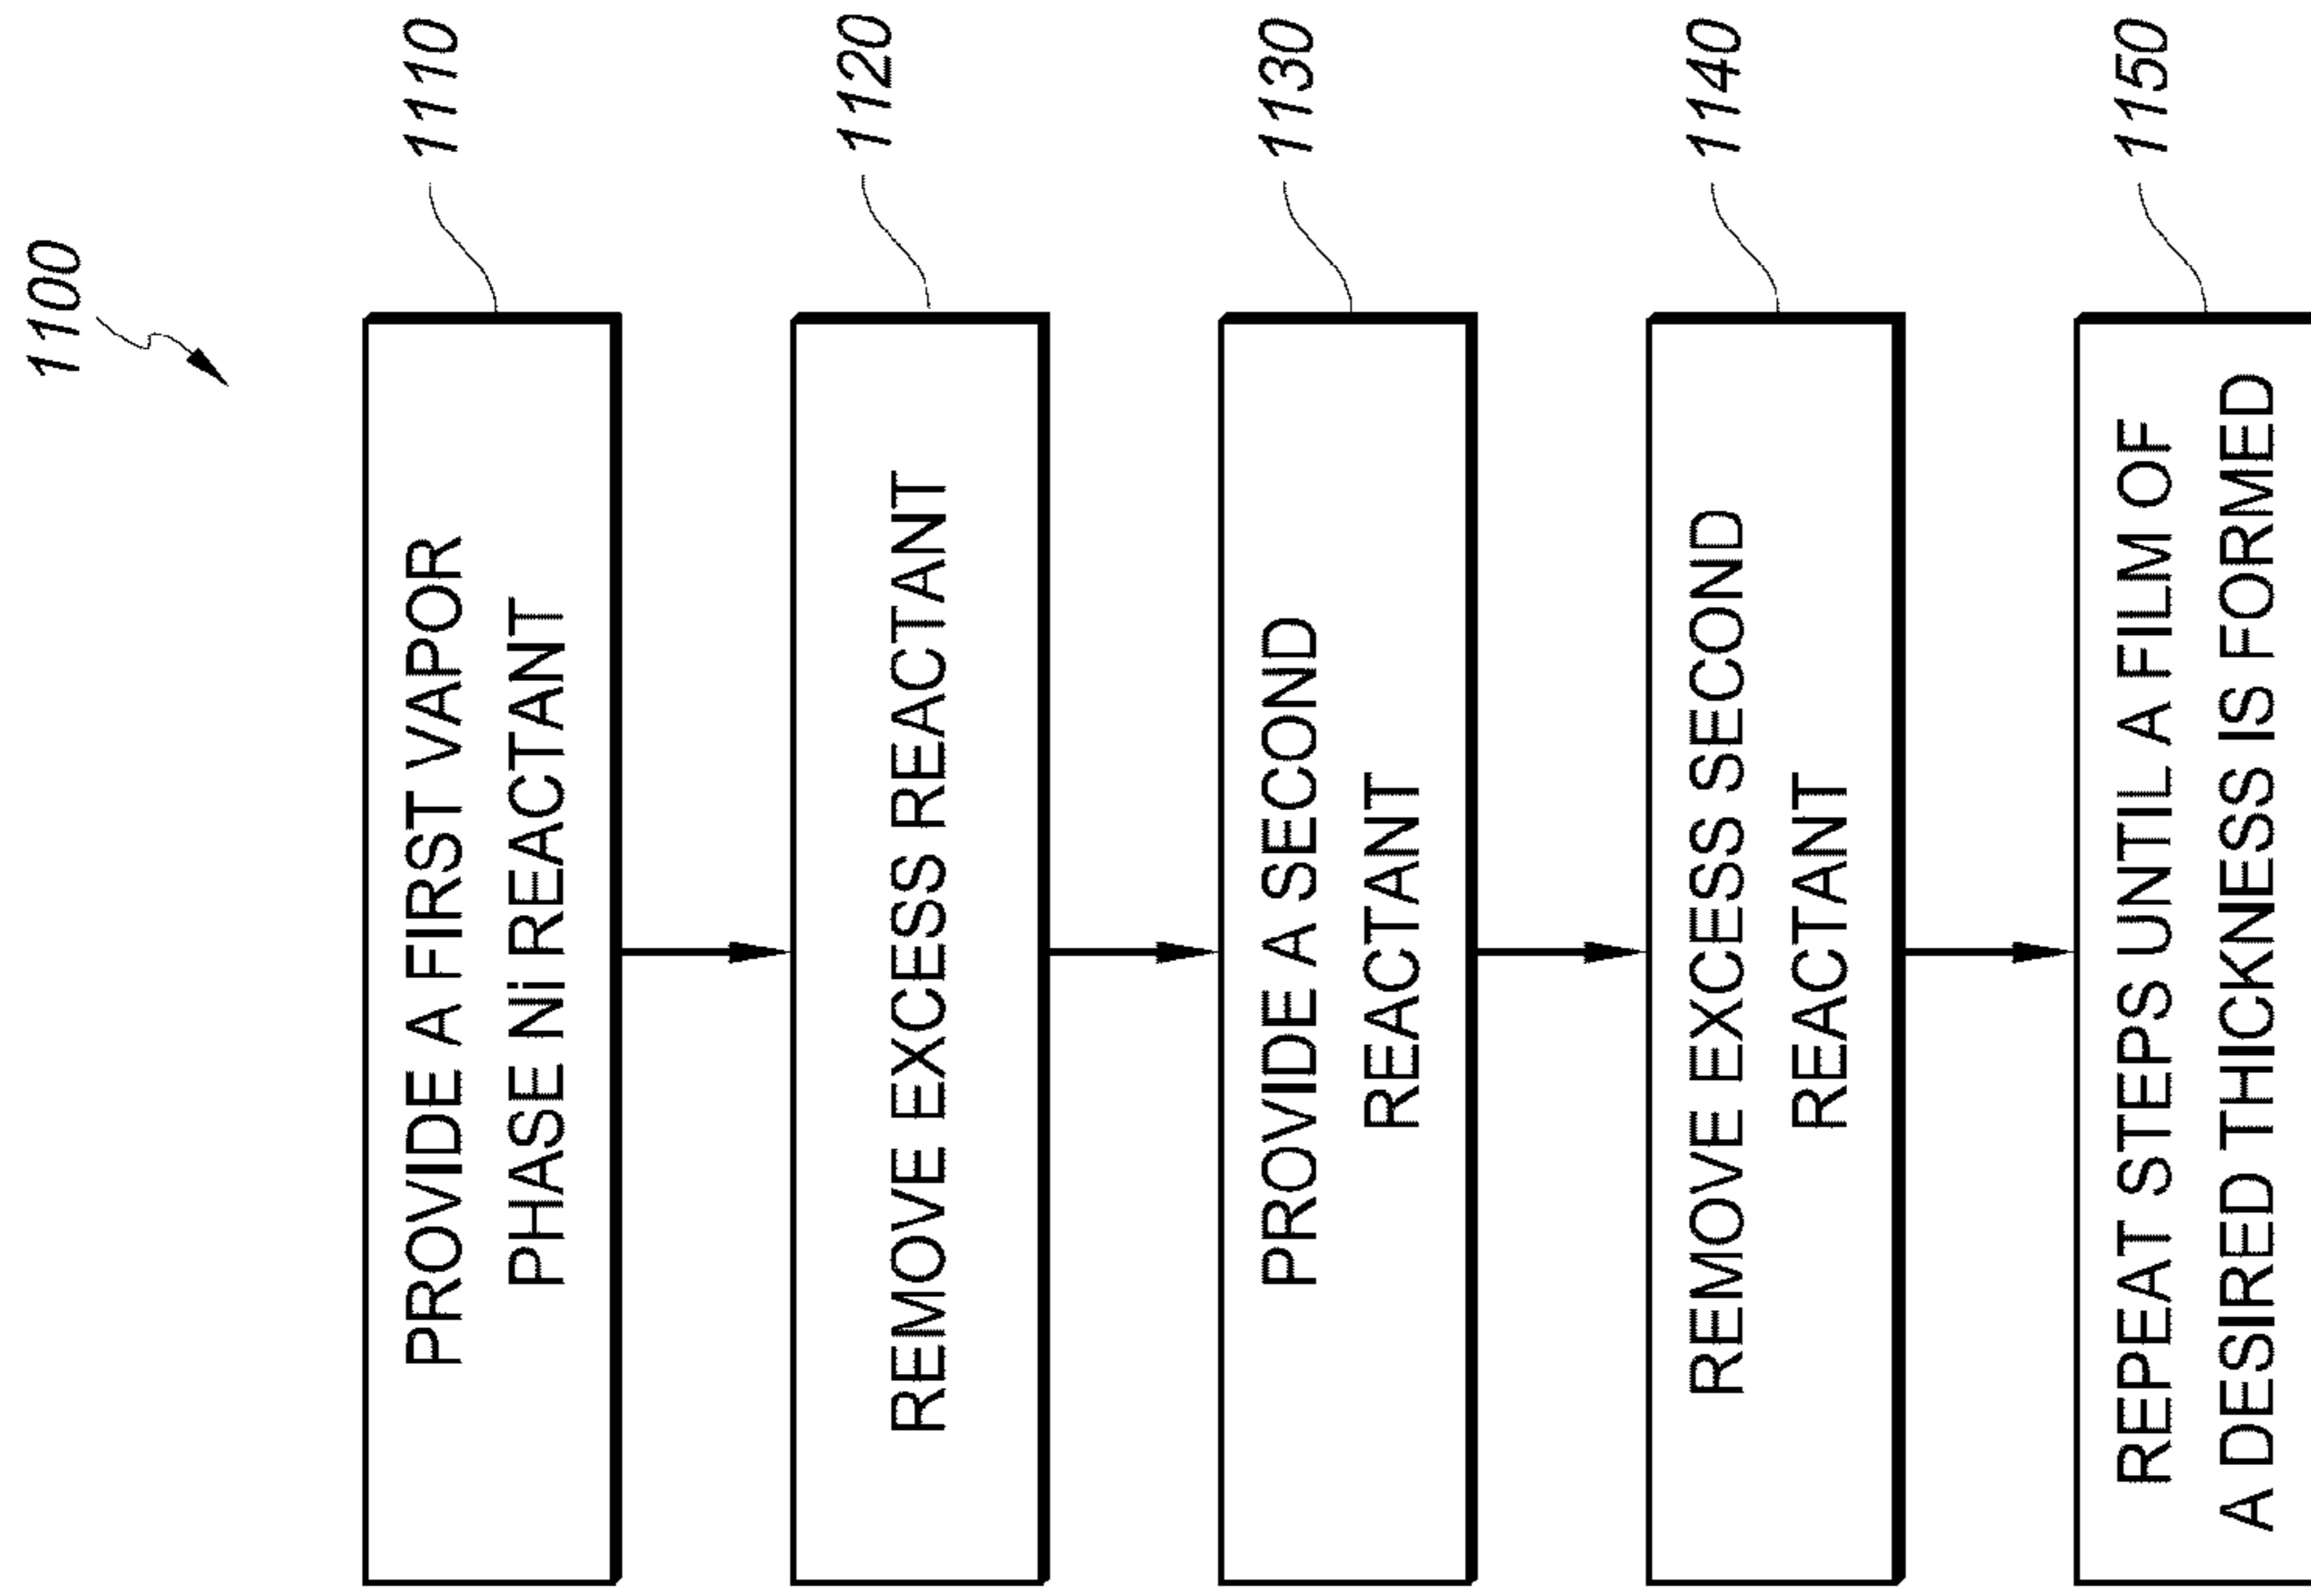 1100
PROVIDE A FIRST VAPOR
PHASE Ni REACTANT
1110
REMOVE EXCESS REACTANT
1120
PROVIDE A SECOND
REACTANT
1130
REMOVE EXCESS SECOND
REACTANT
1140
REPEAT STEPS UNTIL A FILM OF
A DESIRED THICKNESS IS FORMED
1150